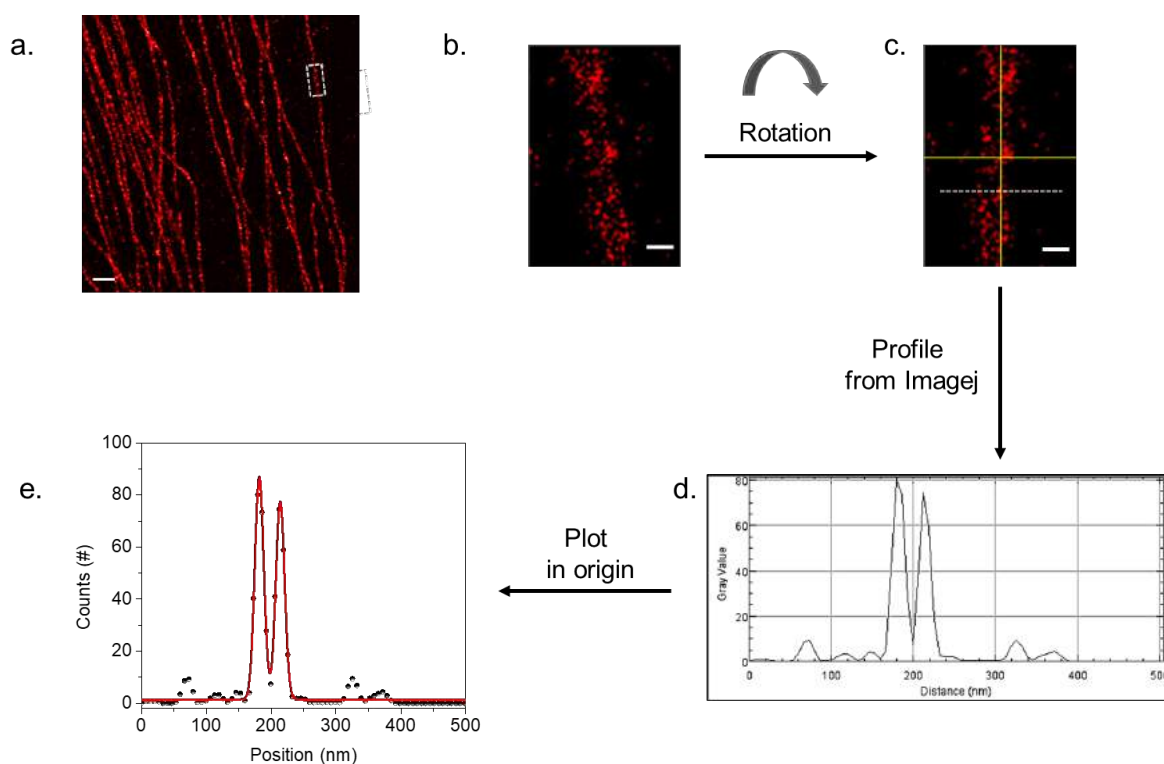 a.
b.
c.
Rotation
Profile
from Imagej
e.
100
80
60
40
20
0
Counts (#)
0 100 200 300 400 500
Position (nm)
Plot
in origin
d.
80
60
40
20
0
Gray Value
0 100 200 300 400 500
Distance (nm)